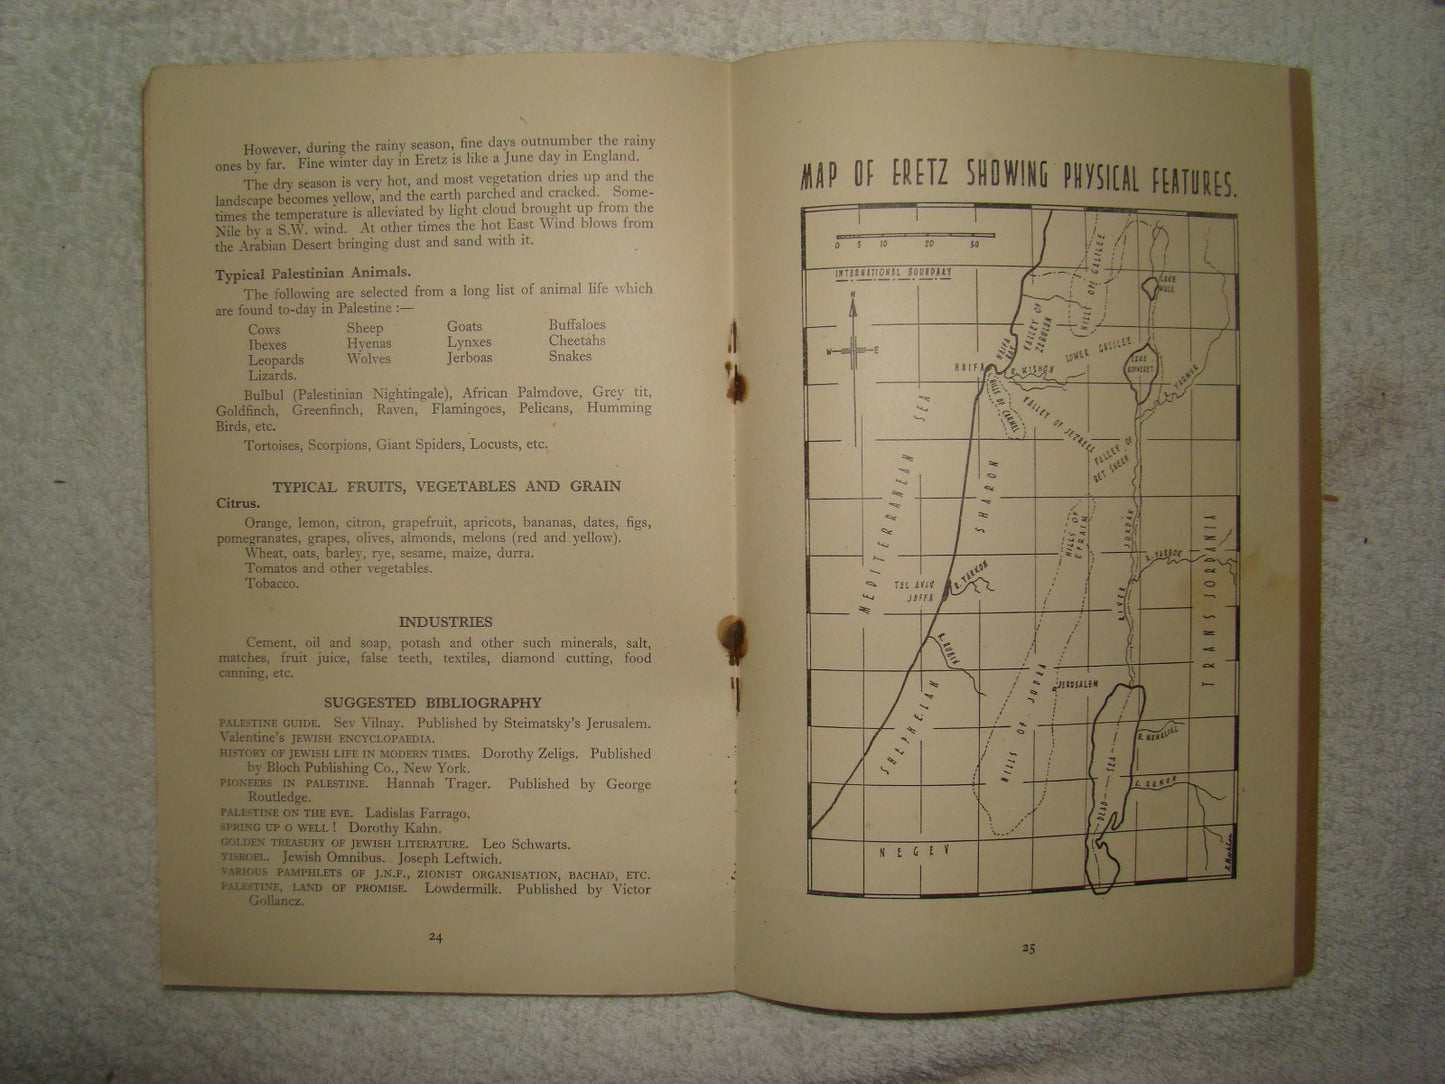 However, during the rainy season, fine days outnumber the rainy
ones by far. Fine winter day in Eretz is like a June day in England.
The dry season is very hot, and most vegetation dries up and the
landscape becomes yellow, and the earth parched and cracked. Some-
times the temperature is alleviated by light cloud brought up from the
Nile by a S.W. wind. At other times the hot East Wind blows from
the Arabian Desert bringing dust and sand with it.
Typical Palestinian Animals.
The following are selected from a long list of animal life which
are found to-day in Palestine :—
Cows Sheep Goats Buffaloes
Ibexes Hyenas Lynxes Cheetahs
Leopards Wolves Jerboas Snakes
Lizards.
Bulbul (Palestinian Nightingale), African Palmdove, Grey tit,
Goldfinch, Greenfinch, Raven, Flamingoes, Pelicans, Humming
Birds, etc.
Tortoises, Scorpions, Giant Spiders, Locusts, etc.
TYPICAL FRUITS, VEGETABLES AND GRAIN
Citrus.
Orange, lemon, citron, grapefruit, apricots, bananas, dates, figs,
pomegranates, grapes, olives, almonds, melons (red and yellow).
Wheat, oats, barley, rye, sesame, maize, durra.
Tomatos and other vegetables.
Tobacco.
INDUSTRIES
Cement, oil and soap, potash and other such minerals, salt,
matches, fruit juice, false teeth, textiles, diamond cutting, food
canning, etc.
SUGGESTED BIBLIOGRAPHY
PALESTINE GUIDE. Sev Vilnay. Published by Steimatsky's Jerusalem.
Valentine's JEWISH ENCYCLOPAEDIA.
HISTORY OF JEWISH LIFE IN MODERN TIMES. Dorothy Zeligs. Published
by Bloch Publishing Co., New York.
PIONEERS IN PALESTINE. Hannah Trager. Published by George
Routledge.
PALESTINE ON THE EVE. Ladislas Farrago.
SPRING UP O WELL ! Dorothy Kahn.
GOLDEN TREASURY OF JEWISH LITERATURE. Leo Schwarts.
YISROEL. Jewish Omnibus. Joseph Leftwich.
VARIOUS PAMPHLETS OF J.N.F., ZIONIST ORGANISATION, BACHAD, ETC.
PALESTINE, LAND OF PROMISE. Lowdermilk. Published by Victor
Gollancz.
24
MAP OF ERETZ SHOWING PHYSICAL FEATURES.
0 5 10 20 30
INTERNATIONAL BOUNDARY
N
W E
HILLS OF GALILEE
LAKE
HULE
VALLEY OF
ZEBULUN
HAIFA
BAY
LOWER GALILEE
LAKE
KINNERET
HAIFA
R. KISHON
R. YARMUK
HILLS OF CARMEL
VALLEY OF JEZREEL
VALLEY OF
BET SHEAN
MEDITERRANEAN SEA
SHARON
HILLS OF
EFRAIM
RIVER JORDAN
R. YABBOK
TRANS JORDANIA
TEL AVIV
JAFFA
R. YARKON
R. RUBIN
SHEPHELAH
HILLS OF JUDEA
JERUSALEM
R. NAHALIEL
DEAD SEA
R. ARNON
NEGEV
25